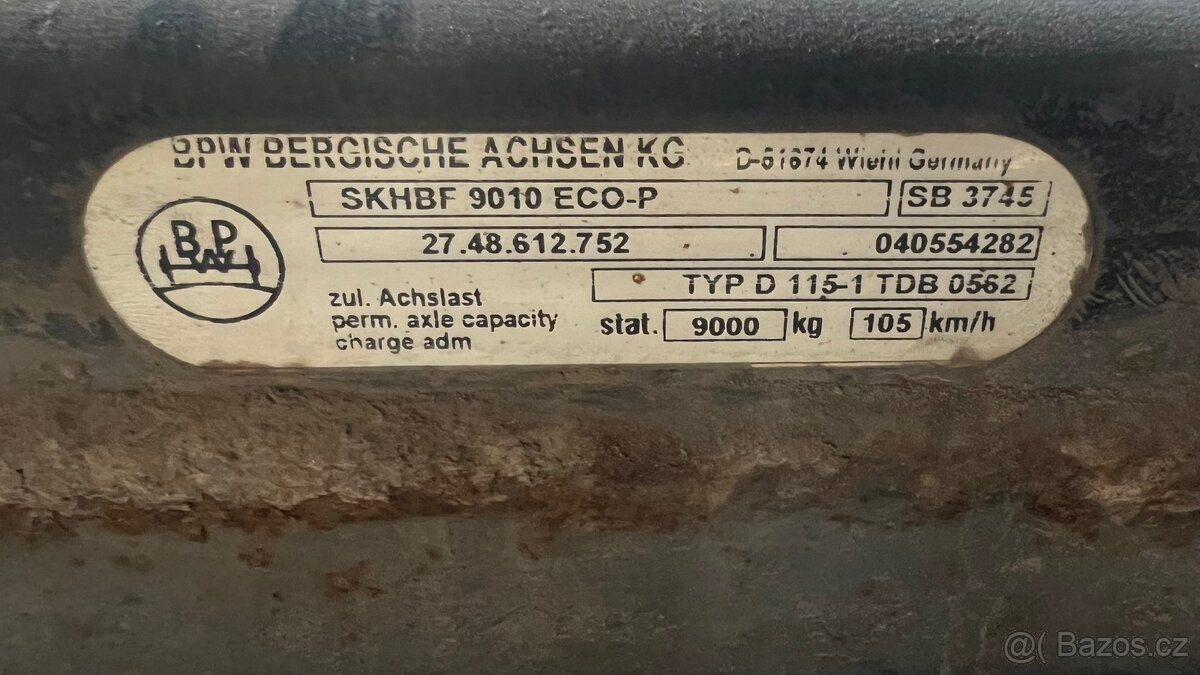 BPW BERGISCHE ACHSEN KG D-51674 Wiehl Germany
BPW
SKHBF 9010 ECO-P SB 3745
27.48.612.752 040554282
TYP D 115-1 TDB 0562
zul. Achslast
perm. axle capacity stat. 9000 kg 105 km/h
charge adm
@( Bazos.cz